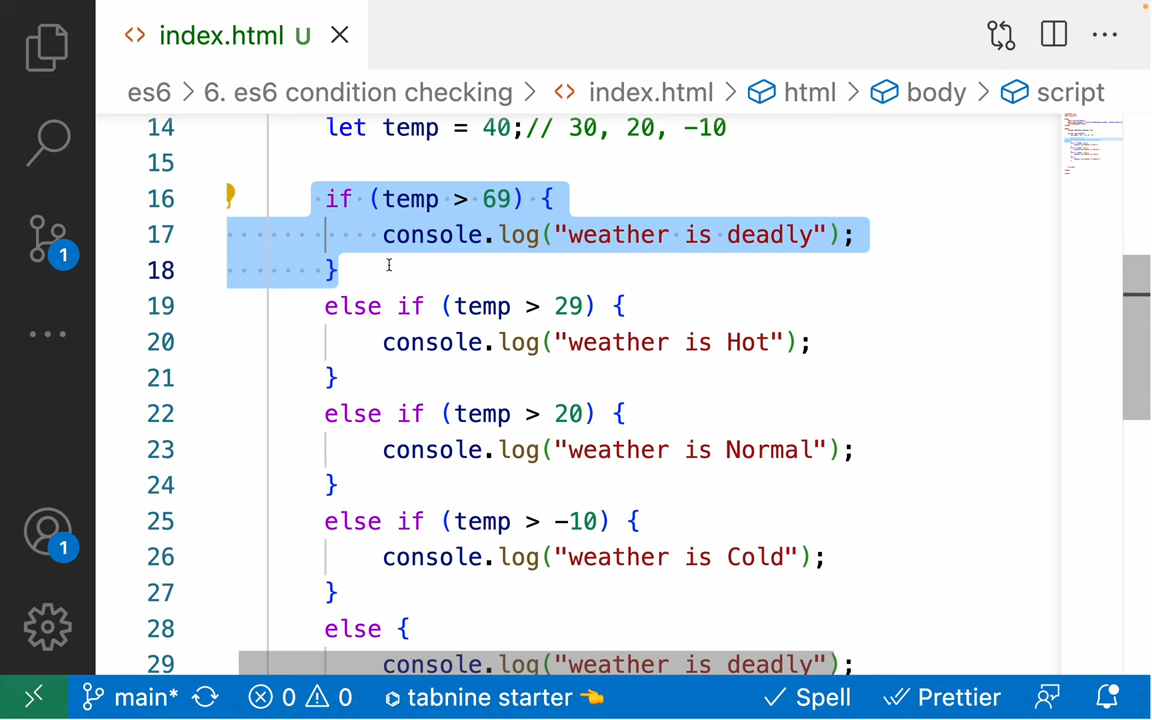 index.html U
es6 > 6. es6 condition checking > index.html > html > body > script
14 let temp = 40;// 30, 20, -10
15
16 if (temp > 69) {
17 console.log("weather is deadly");
18 }
19 else if (temp > 29) {
20 console.log("weather is Hot");
21 }
22 else if (temp > 20) {
23 console.log("weather is Normal");
24 }
25 else if (temp > -10) {
26 console.log("weather is Cold");
27 }
28 else {
29 console.log("weather is deadly");
1
1
main* 0 0 tabnine starter Spell Prettier